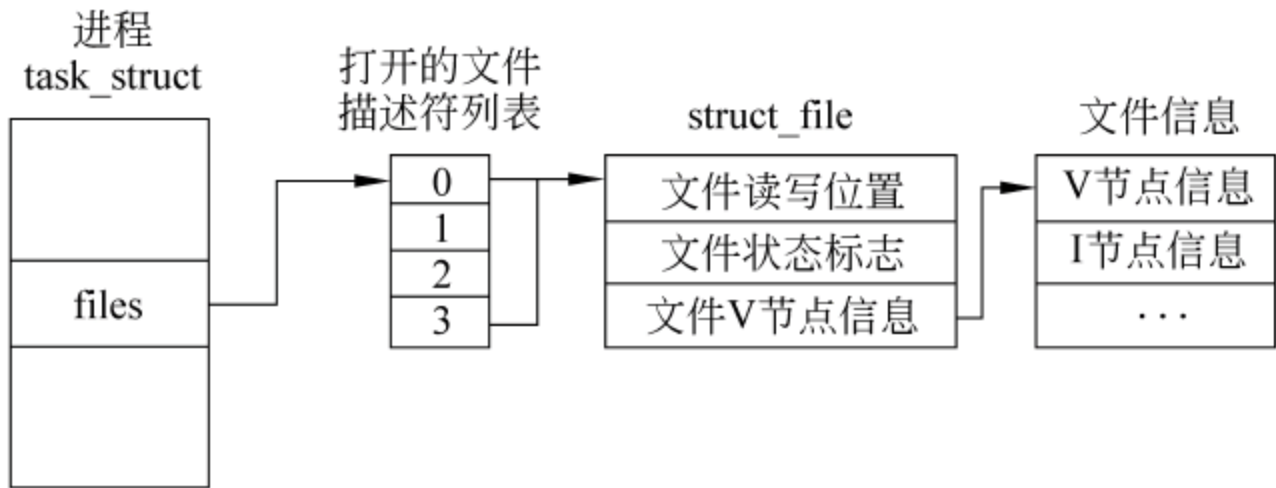 进程
task_struct
files
打开的文件
描述符列表
0
1
2
3
struct_file
文件读写位置
文件状态标志
文件V节点信息
文件信息
V节点信息
I节点信息
···